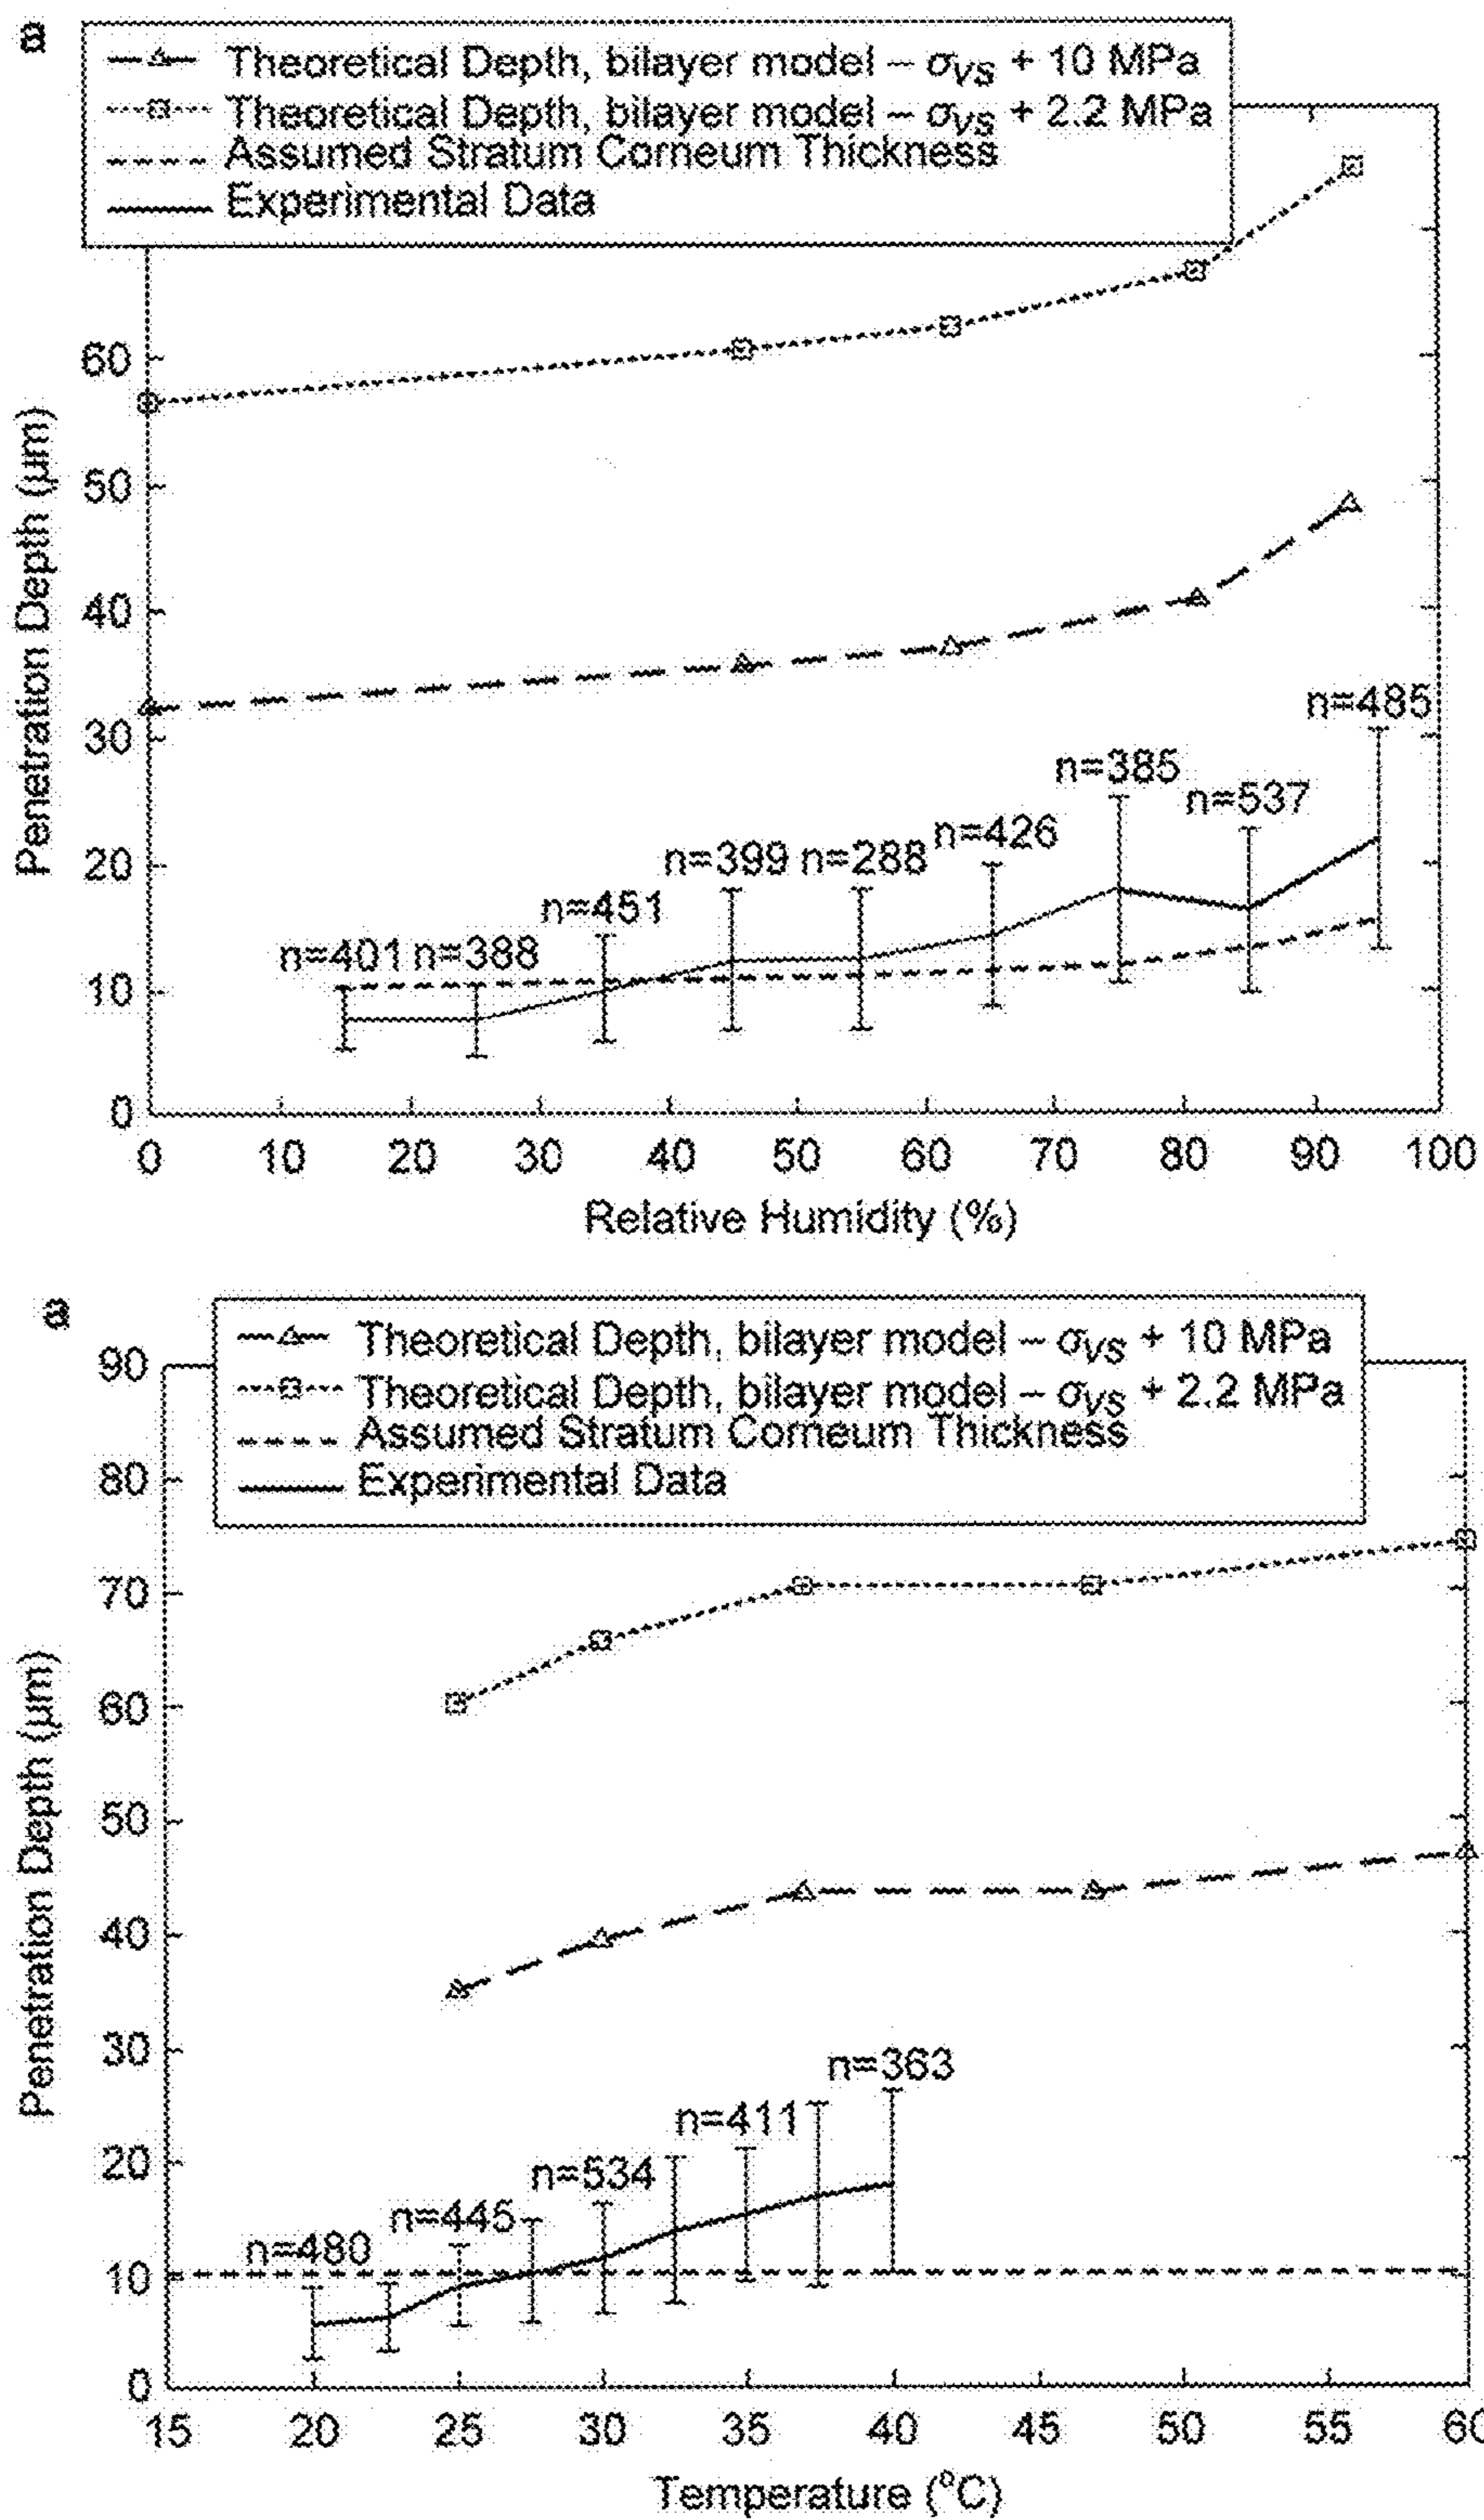 a
Theoretical Depth, bilayer model – σVS + 10 MPa
Theoretical Depth, bilayer model – σVS + 2.2 MPa
Assumed Stratum Corneum Thickness
Experimental Data
Penetration Depth (µm)
60
50
40
30
20
10
0
n=401 n=388 n=451 n=399 n=288 n=426 n=385 n=537 n=485
0 10 20 30 40 50 60 70 80 90 100
Relative Humidity (%)
a
Theoretical Depth, bilayer model – σVS + 10 MPa
Theoretical Depth, bilayer model – σVS + 2.2 MPa
Assumed Stratum Corneum Thickness
Experimental Data
Penetration Depth (µm)
90
80
70
60
50
40
30
20
10
0
n=480 n=445 n=534 n=411 n=363
15 20 25 30 35 40 45 50 55 60
Temperature (°C)